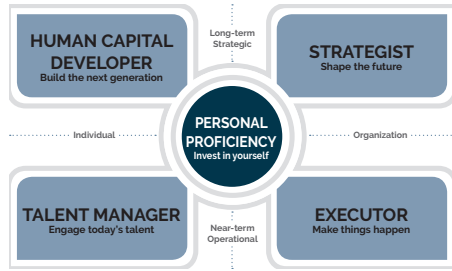 HUMAN CAPITAL
DEVELOPER
Build the next generation
Long-term
Strategic
STRATEGIST
Shape the future
Individual
PERSONAL
PROFICIENCY
Invest in yourself
Organization
TALENT MANAGER
Engage today's talent
Near-term
Operational
EXECUTOR
Make things happen